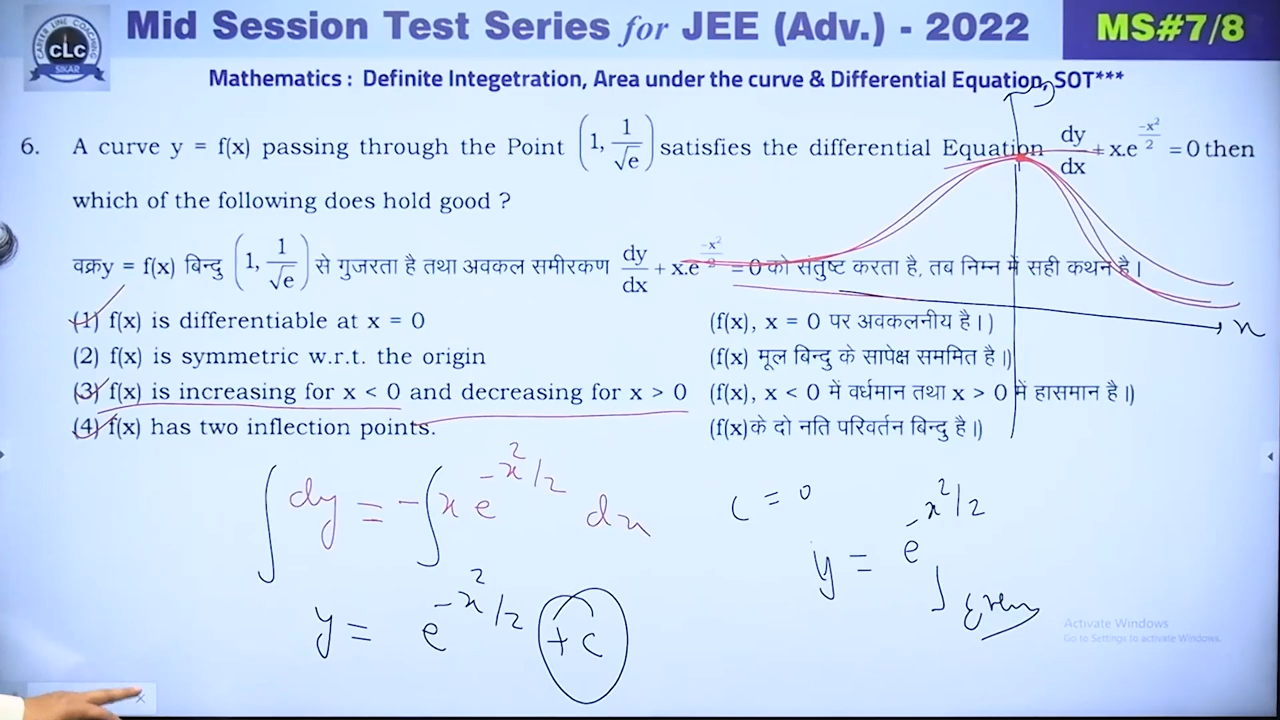 CAREER LINE COACHING
CLC
SIKAR
Mid Session Test Series for JEE (Adv.) - 2022
MS#7/8
Mathematics : Definite Integetration, Area under the curve & Differential Equation, SOT***
6. A curve y = f(x) passing through the Point (1, 1/√e) satisfies the differential Equation dy/dx + x.e^(-x²/2) = 0 then
which of the following does hold good ?
वक्रy = f(x) बिन्दु (1, 1/√e) से गुजरता है तथा अवकल समीकरण dy/dx + x.e^(-x²/2) = 0 को संतुष्ट करता है, तब निम्न में सही कथन है।
(1) f(x) is differentiable at x = 0 (f(x), x = 0 पर अवकलनीय है।)
(2) f(x) is symmetric w.r.t. the origin (f(x) मूल बिन्दु के सापेक्ष सममित है।)
(3) f(x) is increasing for x < 0 and decreasing for x > 0 (f(x), x < 0 में वर्धमान तथा x > 0 में हासमान है।)
(4) f(x) has two inflection points. (f(x)के दो नति परिवर्तन बिन्दु है।)
x
∫ dy = -∫ x e^(-x²/2) dx
y = e^(-x²/2) + c
c = 0
y = e^(-x²/2)
Even
Activate Windows
Go to Settings to activate Windows.